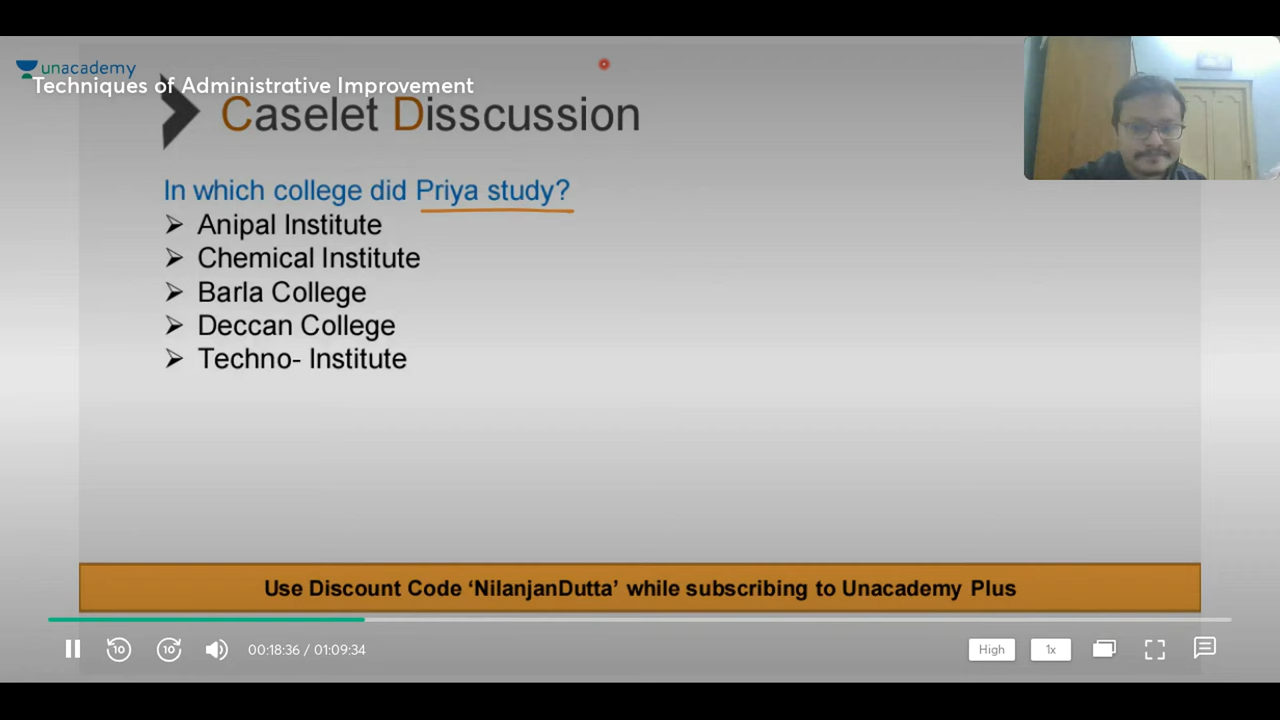 unacademy
Techniques of Administrative Improvement
Caselet Disscussion
In which college did Priya study?
Anipal Institute
Chemical Institute
Barla College
Deccan College
Techno- Institute
Use Discount Code ‘NilanjanDutta’ while subscribing to Unacademy Plus
10 10 00:18:36 / 01:09:34 High 1x